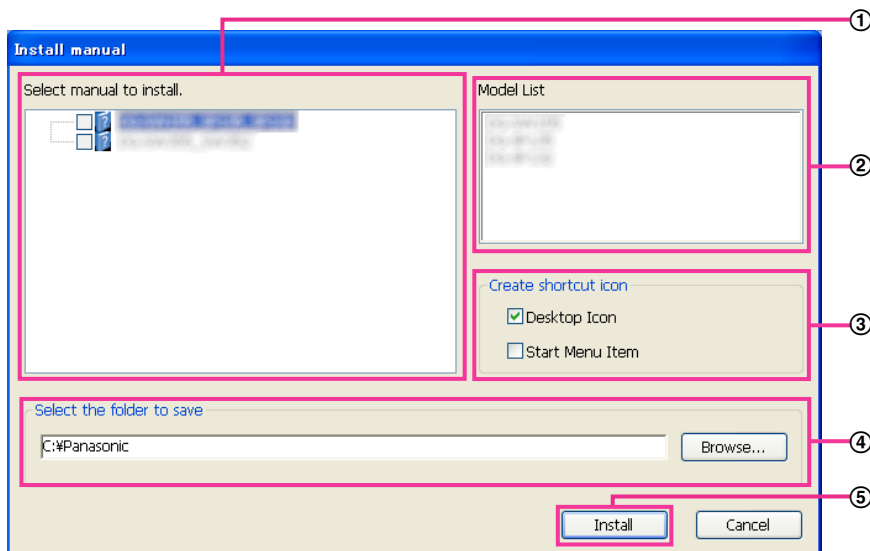 ①
Install manual
Select manual to install.
Model List
②
Create shortcut icon
Desktop Icon
③
Start Menu Item
Select the folder to save
C:¥Panasonic
Browse...
④
⑤
Install
Cancel